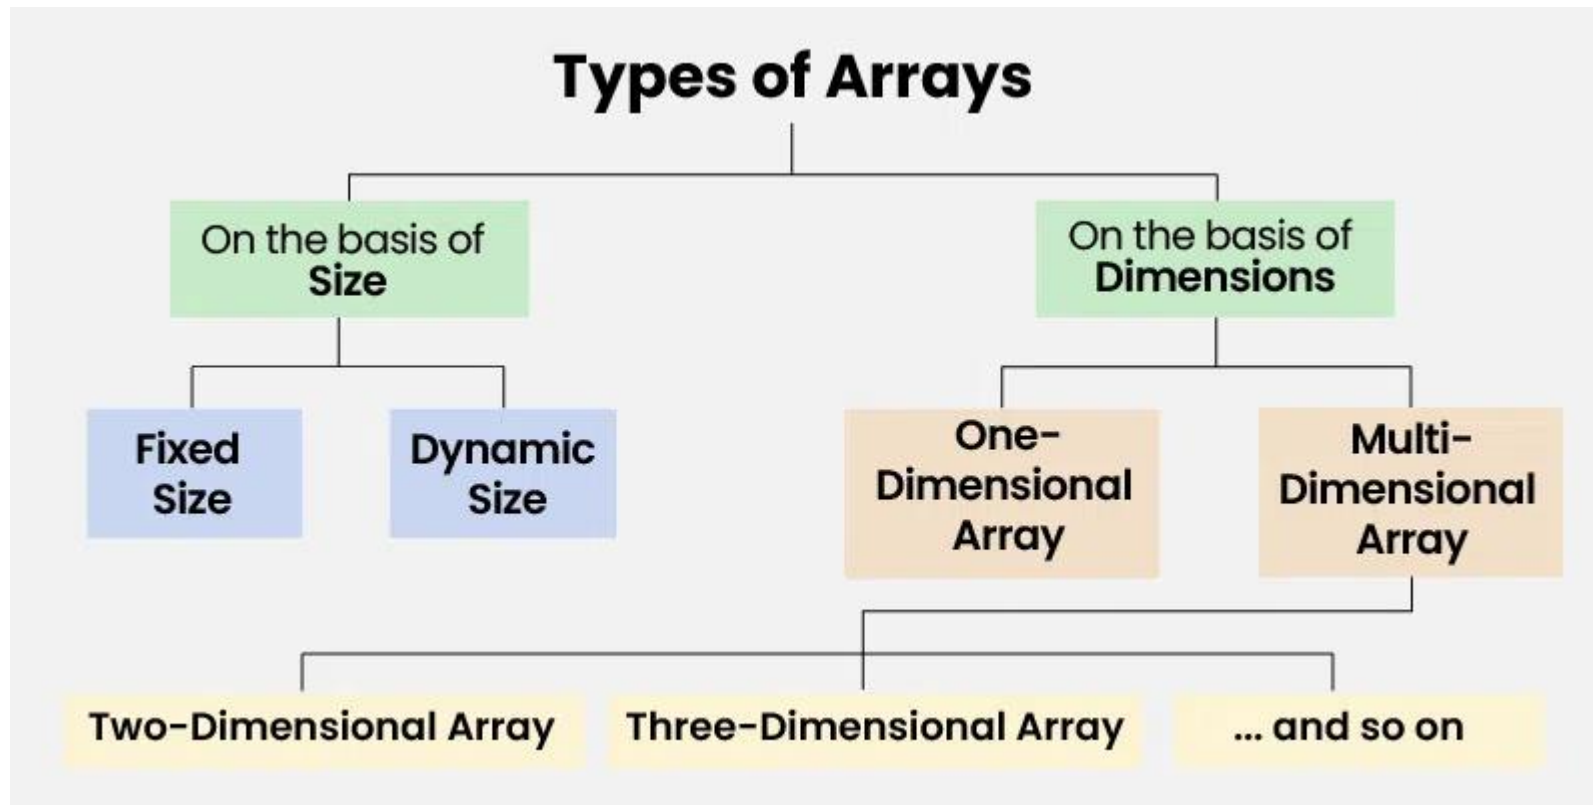 Types of Arrays
On the basis of
Size
On the basis of
Dimensions
Fixed
Size
Dynamic
Size
One-
Dimensional
Array
Multi-
Dimensional
Array
Two-Dimensional Array
Three-Dimensional Array
... and so on